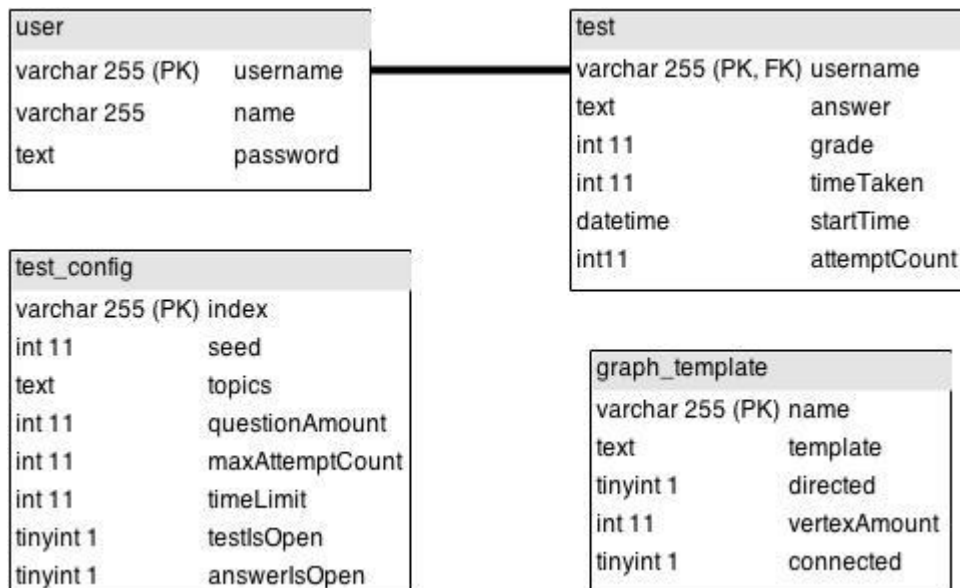 user
varchar 255 (PK) username
varchar 255 name
text password
test
varchar 255 (PK, FK) username
text answer
int 11 grade
int 11 timeTaken
datetime startTime
int11 attemptCount
test_config
varchar 255 (PK) index
int 11 seed
text topics
int 11 questionAmount
int 11 maxAttemptCount
int 11 timeLimit
tinyint 1 testIsOpen
tinyint 1 answerIsOpen
graph_template
varchar 255 (PK) name
text template
tinyint 1 directed
int 11 vertexAmount
tinyint 1 connected